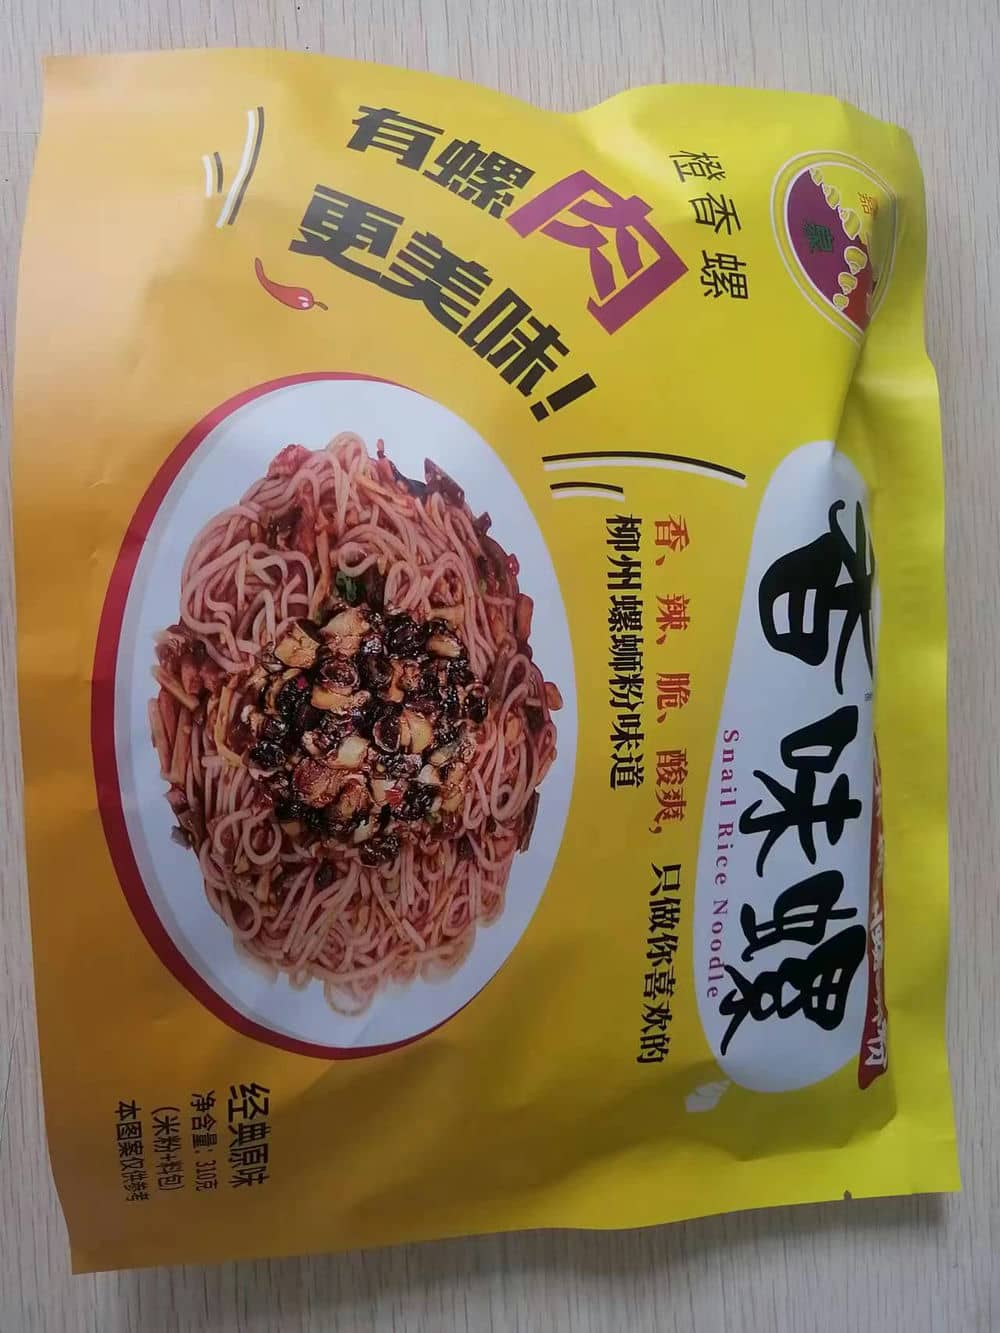 橙香螺
有螺肉
更美味!
香味螺
Snail Rice Noodle
香、辣、脆、酸爽，只做你喜欢的
柳州螺蛳粉味道
经典原味
净含量: 310克
(米粉+料包)
本图案仅供参考